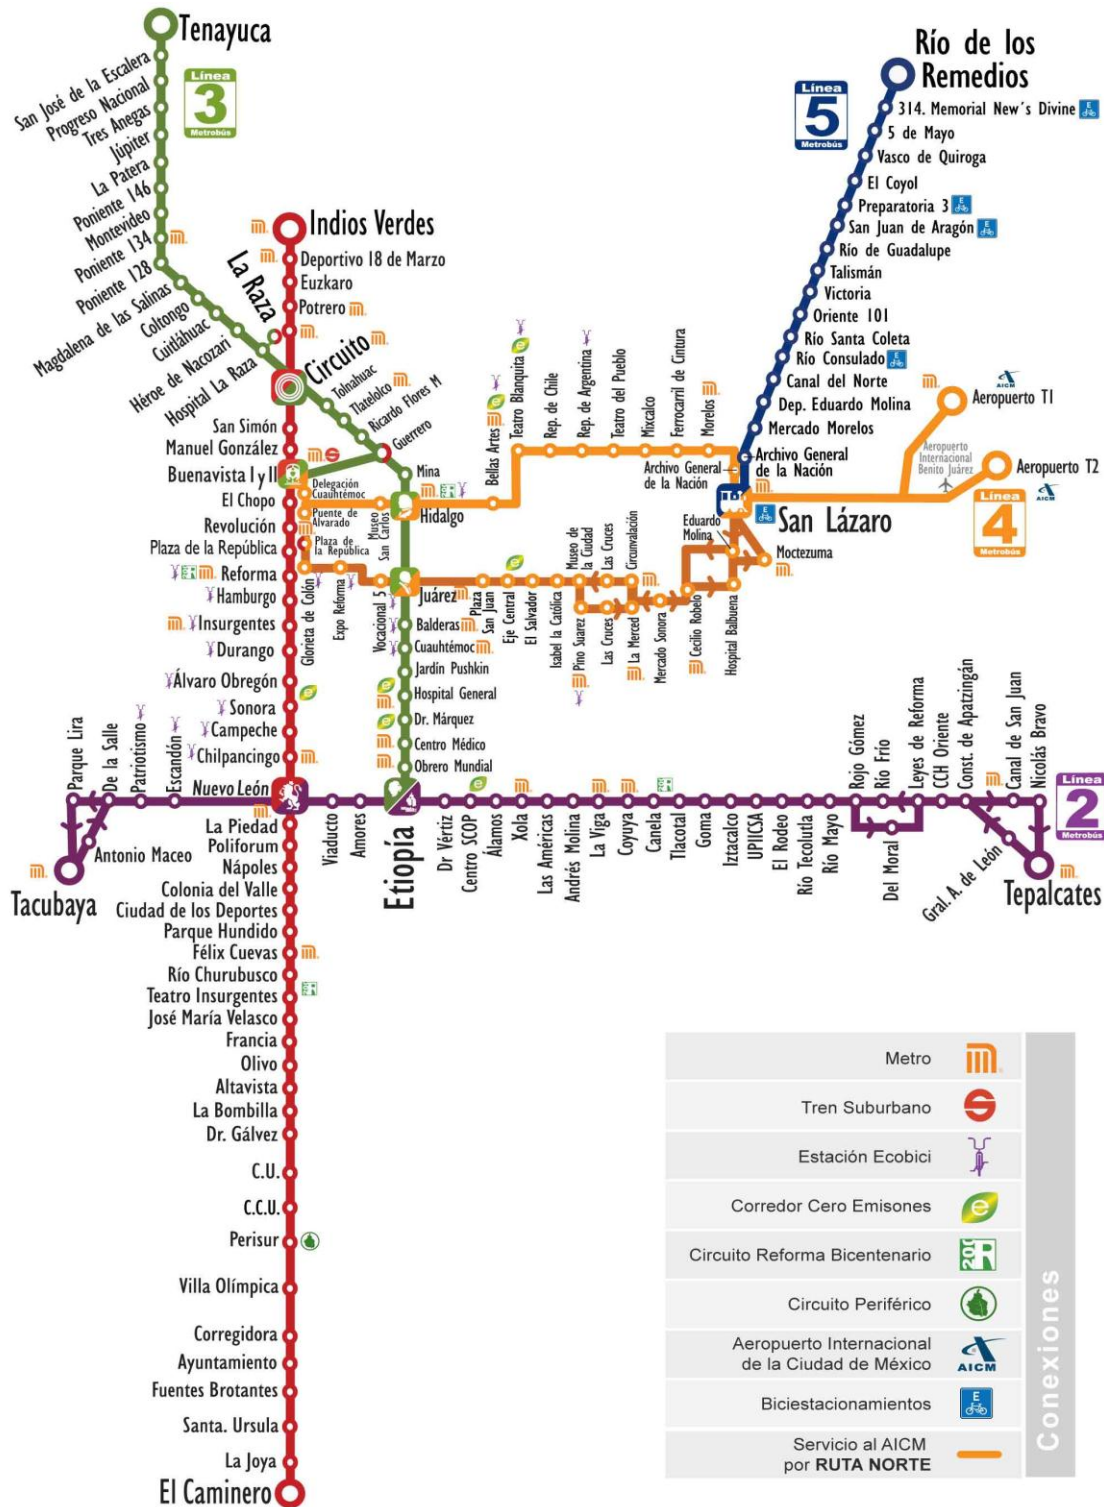 Tenayuca
San José de la Escalera
Progreso Nacional
Tres Anegas
Júpiter
La Patera
Poniente 146
Montevideo
Poniente 134
Poniente 128
Magdalena de las Salinas
Coltongo
Cuitláhuac
Héroe de Nacozari
Hospital La Raza
Línea
3
Metrobús
La Raza
Circuito
Tolnahuac
Tlatelolco
Ricardo Flores M
Guerrero
Mina
Hidalgo
Juárez
Balderas
Cuauhtémoc
Jardín Pushkin
Hospital General
Dr. Márquez
Centro Médico
Obrero Mundial
Etiopía
Indios Verdes
Deportivo 18 de Marzo
Euzkaro
Potrero
San Simón
Manuel González
Buenavista I y II
El Chopo
Revolución
Plaza de la República
Reforma
Hamburgo
Insurgentes
Durango
Álvaro Obregón
Sonora
Campeche
Chilpancingo
Nuevo León
La Piedad
Poliforum
Nápoles
Colonia del Valle
Ciudad de los Deportes
Parque Hundido
Félix Cuevas
Río Churubusco
Teatro Insurgentes
José María Velasco
Francia
Olivo
Altavista
La Bombilla
Dr. Gálvez
C.U.
C.C.U.
Perisur
Villa Olímpica
Corregidora
Ayuntamiento
Fuentes Brotantes
Santa. Ursula
La Joya
El Caminero
Río de los
Remedios
Línea
5
Metrobús
314. Memorial New´s Divine
5 de Mayo
Vasco de Quiroga
El Coyol
Preparatoria 3
San Juan de Aragón
Río de Guadalupe
Talismán
Victoria
Oriente 101
Río Santa Coleta
Río Consulado
Canal del Norte
Dep. Eduardo Molina
Mercado Morelos
Archivo General
de la Nación
San Lázaro
Delegación
Cuauhtémoc
Puente de
Alvarado
Plaza de
la República
Museo
San Carlos
Bellas Artes
Teatro Blanquita
Rep. de Chile
Rep. de Argentina
Teatro del Pueblo
Mixcalco
Ferrocarril de Cintura
Morelos
Archivo General
de la Nación
AICM
Aeropuerto T1
Aeropuerto
Internacional
Benito Juárez
Aeropuerto T2
AICM
Línea
4
Metrobús
Glorieta de Colón
Expo Reforma
Vocacional 5
Plaza
San Juan
Eje Central
El Salvador
Isabel la Católica
Museo de
la Ciudad
Pino Suarez
Las Cruces
Las Cruces
Circunvalación
La Merced
Mercado Sonora
Cecilio Robelo
Eduardo
Molina
Hospital Balbuena
Moctezuma
Tacubaya
Antonio Maceo
Parque Lira
De la Salle
Patriotismo
Escandón
Viaducto
Amores
Dr Vértiz
Centro SCOP
Álamos
Xola
Las Américas
Andrés Molina
La Viga
Coyuya
Canela
Tlacotal
Goma
Iztacalco
UPIICSA
El Rodeo
Río Tecolutla
Río Mayo
Rojo Gómez
Río Frío
Del Moral
Leyes de Reforma
CCH Oriente
Const. de Apatzingán
Canal de San Juan
Nicolás Bravo
Gral. A. de León
Tepalcates
Línea
2
Metrobús
Metro
Tren Suburbano
Estación Ecobici
Corredor Cero Emisones
Circuito Reforma Bicentenario
Circuito Periférico
Aeropuerto Internacional
de la Ciudad de México
AICM
Biciestacionamientos
E
Servicio al AICM
por RUTA NORTE
Conexiones